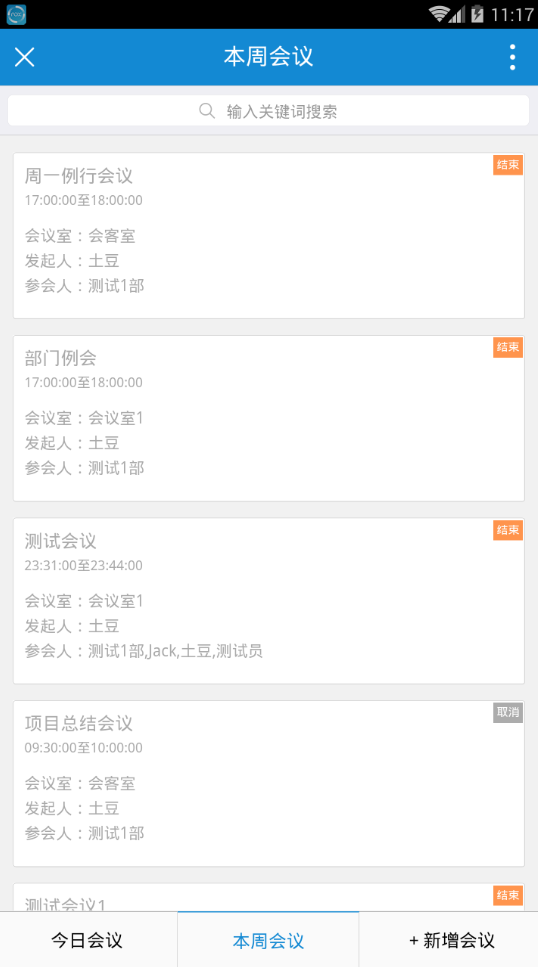 11:17
本周会议
输入关键词搜索
结束
周一例行会议
17:00:00至18:00:00
会议室：会客室
发起人：土豆
参会人：测试1部
结束
部门例会
17:00:00至18:00:00
会议室：会议室1
发起人：土豆
参会人：测试1部
结束
测试会议
23:31:00至23:44:00
会议室：会议室1
发起人：土豆
参会人：测试1部,Jack,土豆,测试员
取消
项目总结会议
09:30:00至10:00:00
会议室：会客室
发起人：土豆
参会人：测试1部
结束
测试会议1
今日会议
本周会议
+ 新增会议